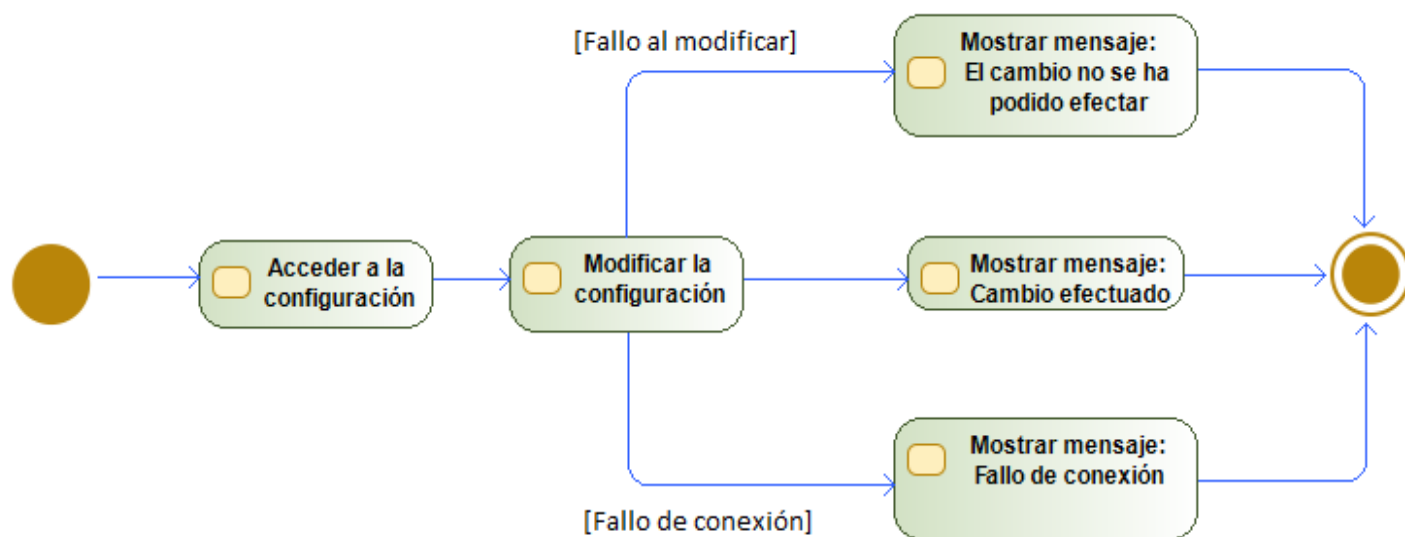 [Fallo al modificar]
Mostrar mensaje:
El cambio no se ha
podido efectar
Acceder a la
configuración
Modificar la
configuración
Mostrar mensaje:
Cambio efectuado
Mostrar mensaje:
Fallo de conexión
[Fallo de conexión]